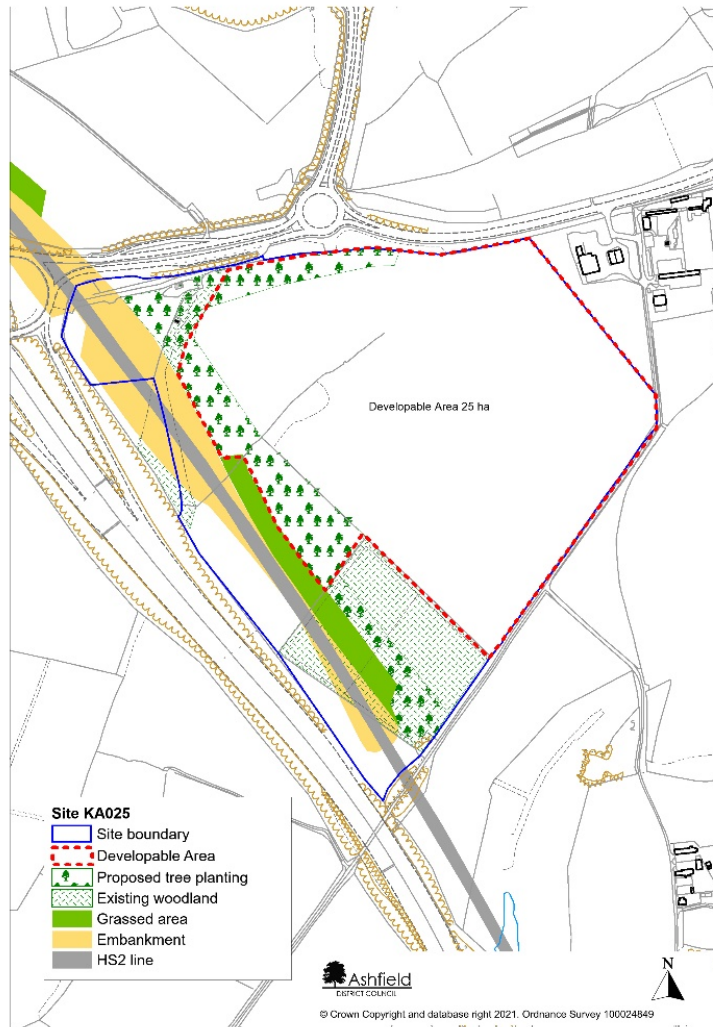 Developable Area 25 ha
2
Site KA025
Site boundary
Developable Area
Proposed tree planting
Existing woodland
Grassed area
Embankment
HS2 line
Ashfield
DISTRICT COUNCIL
N
© Crown Copyright and database right 2021. Ordnance Survey 100024849